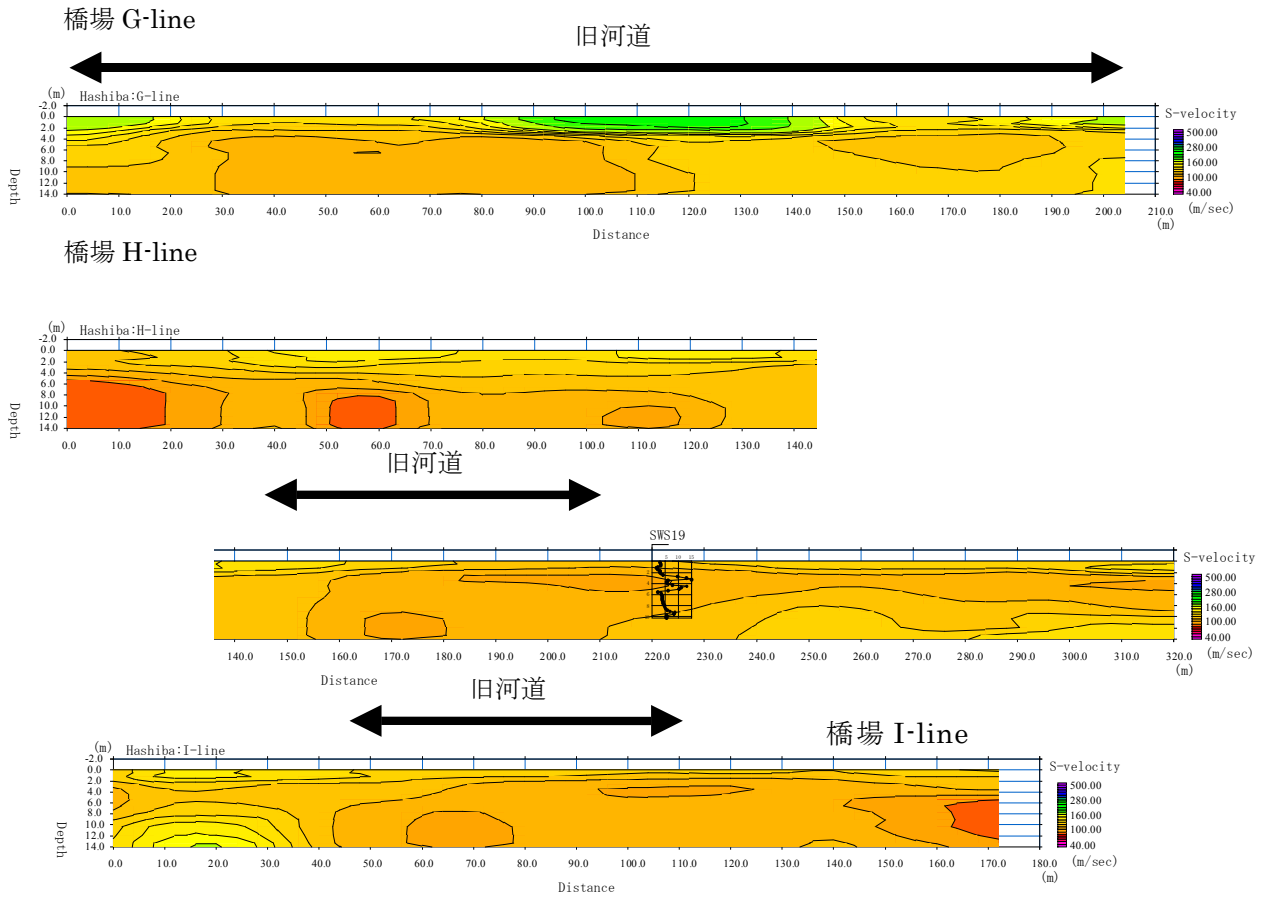 橋場 G-line
旧河道
(m) Hashiba:G-line
S-velocity
-2.0
0.0
2.0
4.0
6.0
8.0
10.0
12.0
14.0
Depth
500.00
280.00
160.00
100.00
40.00
(m/sec)
0.0 10.0 20.0 30.0 40.0 50.0 60.0 70.0 80.0 90.0 100.0 110.0 120.0 130.0 140.0 150.0 160.0 170.0 180.0 190.0 200.0 210.0
(m)
Distance
橋場 H-line
(m) Hashiba:H-line
-2.0
0.0
2.0
4.0
6.0
8.0
10.0
12.0
14.0
Depth
0.0 10.0 20.0 30.0 40.0 50.0 60.0 70.0 80.0 90.0 100.0 110.0 120.0 130.0 140.0
旧河道
SWS19
5 10 15
S-velocity
500.00
280.00
160.00
100.00
40.00
(m/sec)
140.0 150.0 160.0 170.0 180.0 190.0 200.0 210.0 220.0 230.0 240.0 250.0 260.0 270.0 280.0 290.0 300.0 310.0 320.0
(m)
Distance
旧河道
橋場 I-line
(m) Hashiba:I-line
S-velocity
-2.0
0.0
2.0
4.0
6.0
8.0
10.0
12.0
14.0
Depth
500.00
280.00
160.00
100.00
40.00
(m/sec)
0.0 10.0 20.0 30.0 40.0 50.0 60.0 70.0 80.0 90.0 100.0 110.0 120.0 130.0 140.0 150.0 160.0 170.0 180.0
(m)
Distance